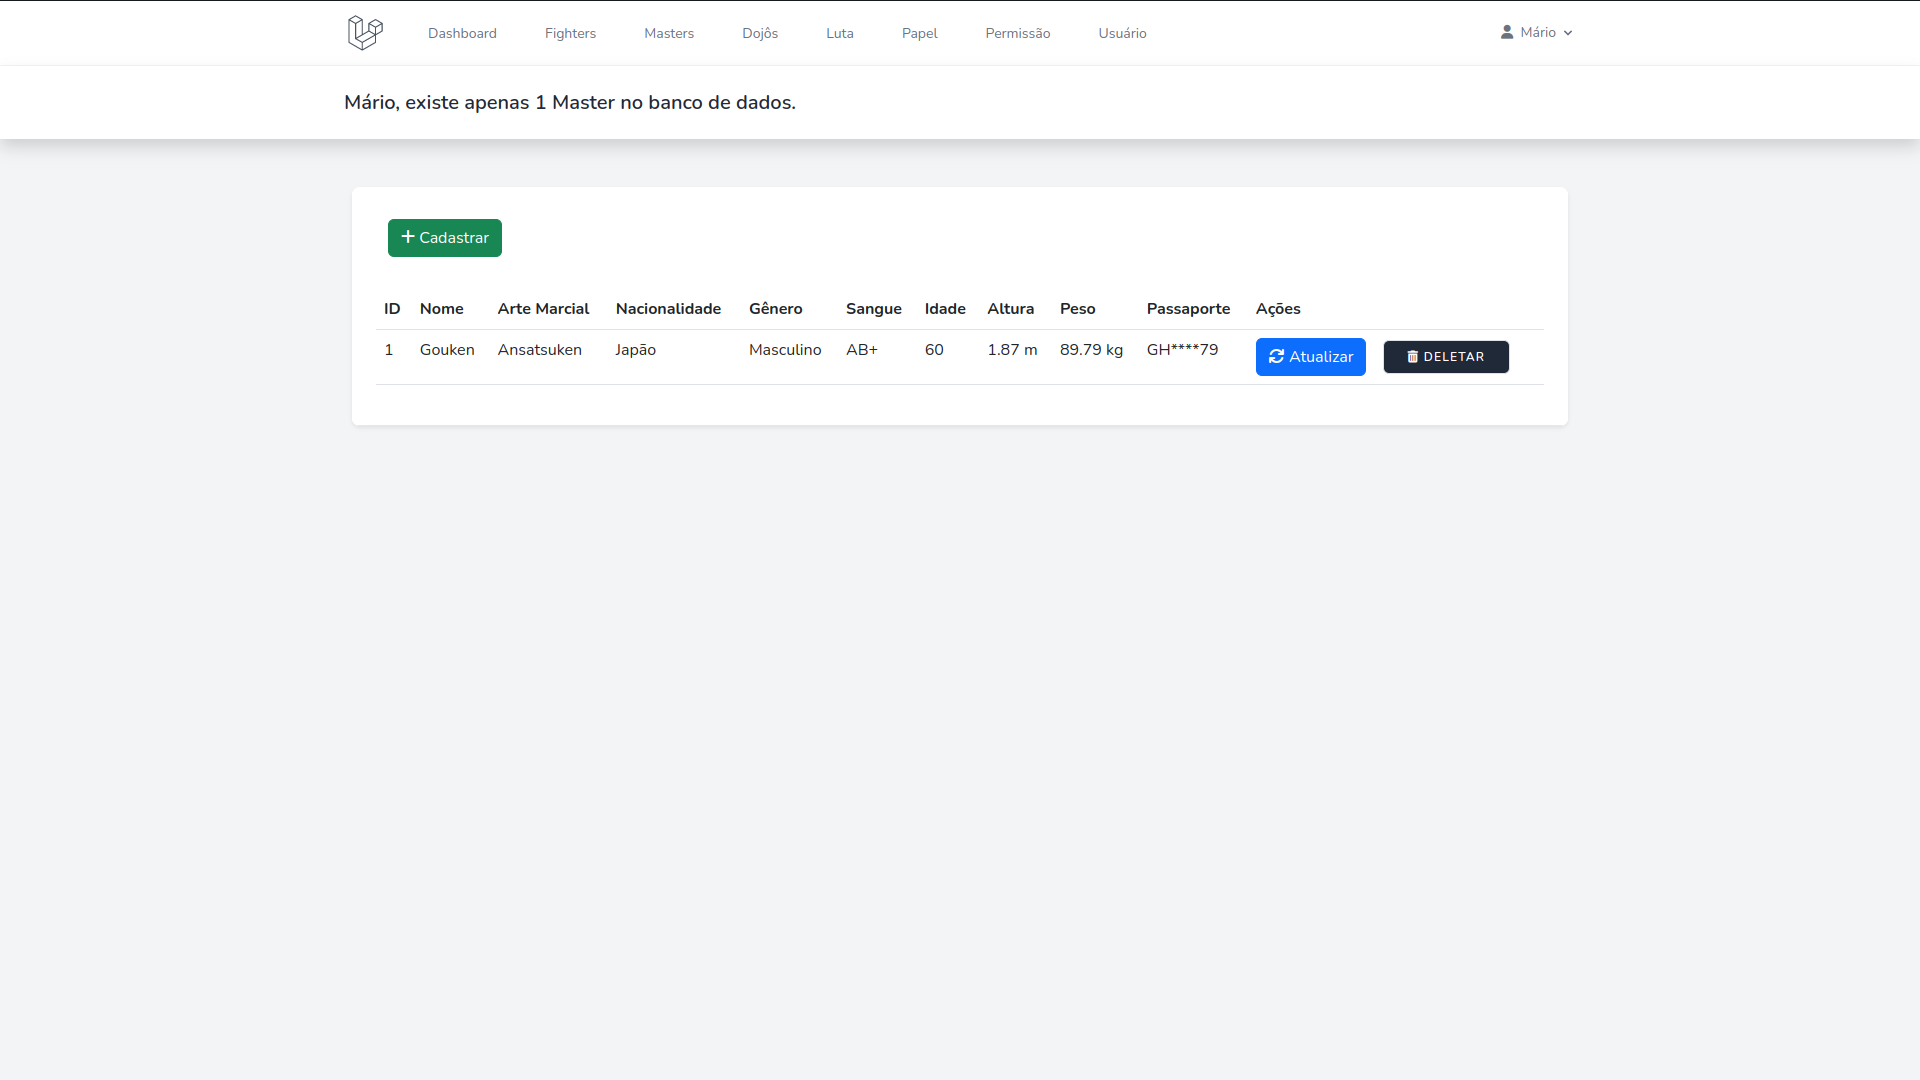 Dashboard Fighters Masters Dojôs Luta Papel Permissão Usuário Mário
Mário, existe apenas 1 Master no banco de dados.
Cadastrar
ID Nome Arte Marcial Nacionalidade Gênero Sangue Idade Altura Peso Passaporte Ações
1 Gouken Ansatsuken Japão Masculino AB+ 60 1.87 m 89.79 kg GH****79 Atualizar DELETAR